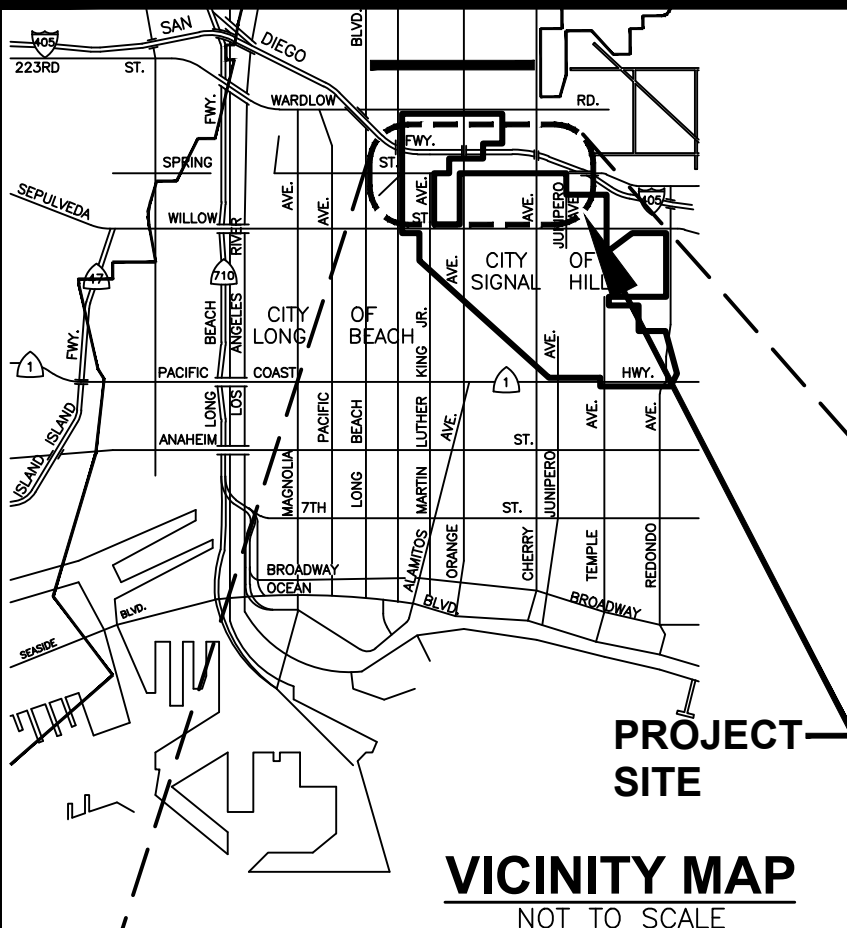 BLVD.
405
SAN DIEGO
223RD ST.
FWY.
WARDLOW RD.
FWY.
SPRING ST.
SEPULVEDA
AVE.
AVE.
AVE.
AVE.
JUNIPERO AVE.
405
WILLOW ST
RIVER
47
710
AVE.
CITY OF
SIGNAL HILL
CITY OF
LONG BEACH
BEACH
ANGELES
FWY.
KING JR.
AVE.
1
PACIFIC COAST HWY.
1
LONG
LOS
PACIFIC
BEACH
LUTHER
AVE.
AVE.
AVE.
ISLAND
ANAHEIM ST.
ISLAND
MAGNOLIA
LONG
MARTIN
JUNIPERO
7TH ST.
ALAMITOS
ORANGE
CHERRY
TEMPLE
REDONDO
BROADWAY
OCEAN BLVD.
BROADWAY
SEASIDE BLVD.
PROJECT
SITE
VICINITY MAP
NOT TO SCALE